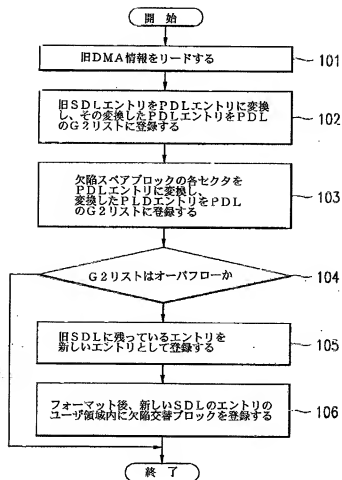 開始
旧DMA情報をリードする
101
旧SDLエントリをPDLエントリに変換
し、その変換したPDLエントリをPDL
のG2リストに登録する
102
欠陥スペアブロックの各セクタを
PDLエントリに変換し、
変換したPLDエントリをPDL
のG2リストに登録する
103
G2リストはオーバフローか
104
旧SDLに残っているエントリを
新しいエントリとして登録する
105
フォーマット後、新しいSDLのエントリの
ユーザ領域内に欠陥交替ブロックを登録する
106
終了